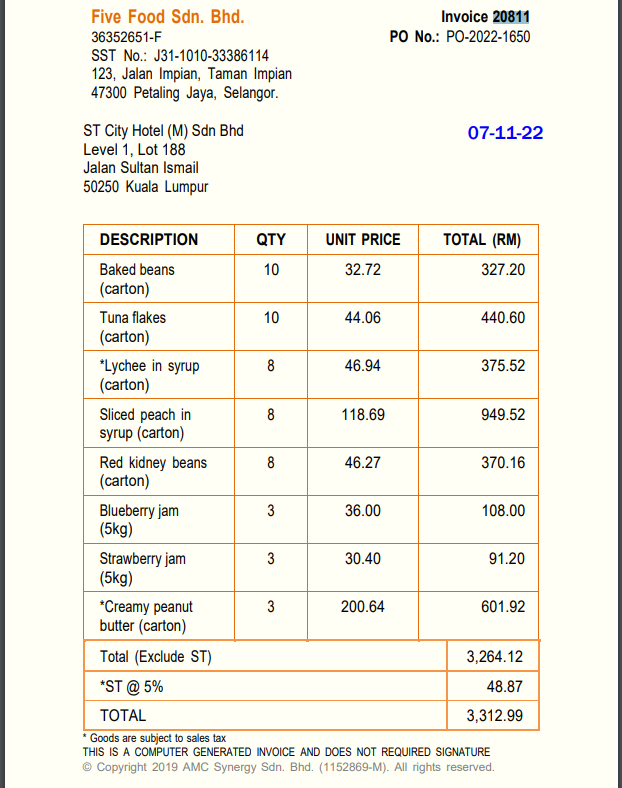 Five Food Sdn. Bhd.
Invoice 20811
36352651-F
PO No.: PO-2022-1650
SST No.: J31-1010-33386114
123, Jalan Impian, Taman Impian
47300 Petaling Jaya, Selangor.
ST City Hotel (M) Sdn Bhd
07-11-22
Level 1, Lot 188
Jalan Sultan Ismail
50250 Kuala Lumpur
DESCRIPTION QTY UNIT PRICE TOTAL (RM)
Baked beans 10 32.72 327.20
(carton)
Tuna flakes 10 44.06 440.60
(carton)
*Lychee in syrup 8 46.94 375.52
(carton)
Sliced peach in 8 118.69 949.52
syrup (carton)
Red kidney beans 8 46.27 370.16
(carton)
Blueberry jam 3 36.00 108.00
(5kg)
Strawberry jam 3 30.40 91.20
(5kg)
*Creamy peanut 3 200.64 601.92
butter (carton)
Total (Exclude ST) 3,264.12
*ST @ 5% 48.87
TOTAL 3,312.99
* Goods are subject to sales tax
THIS IS A COMPUTER GENERATED INVOICE AND DOES NOT REQUIRED SIGNATURE
© Copyright 2019 AMC Synergy Sdn. Bhd. (1152869-M). All rights reserved.